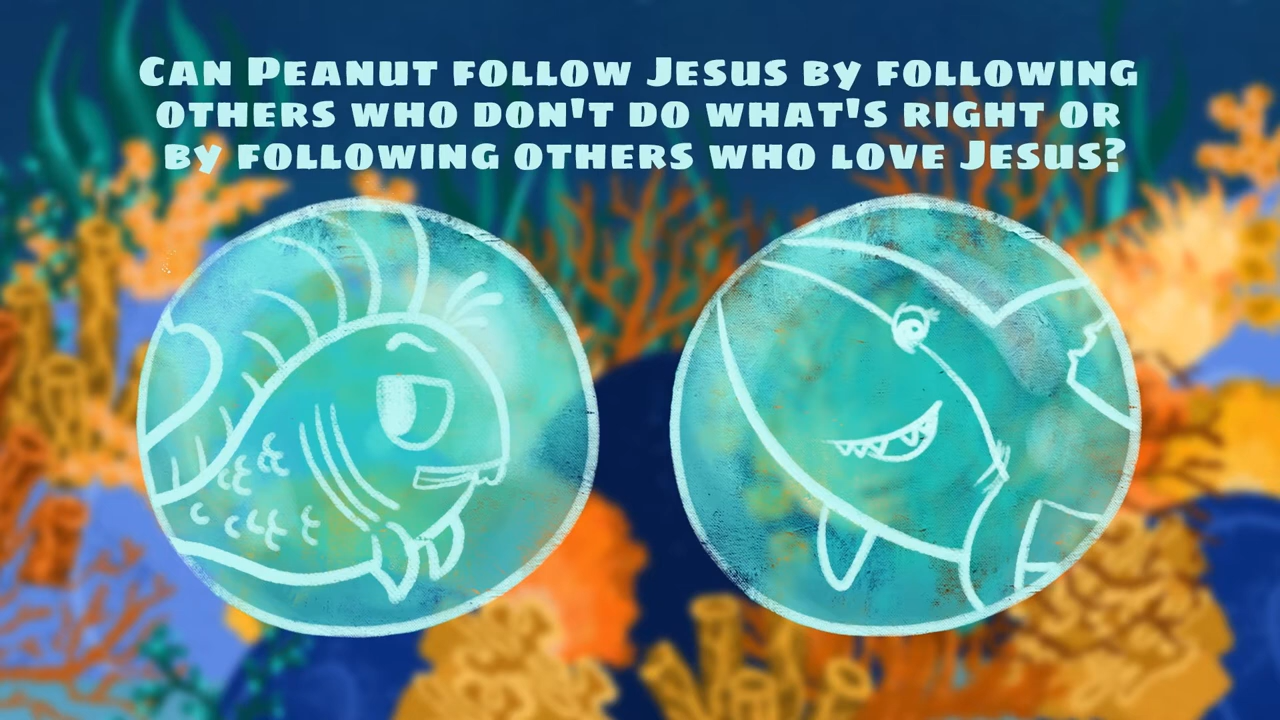 Can Peanut follow Jesus by following
others who don't do what's right or
by following others who love Jesus?